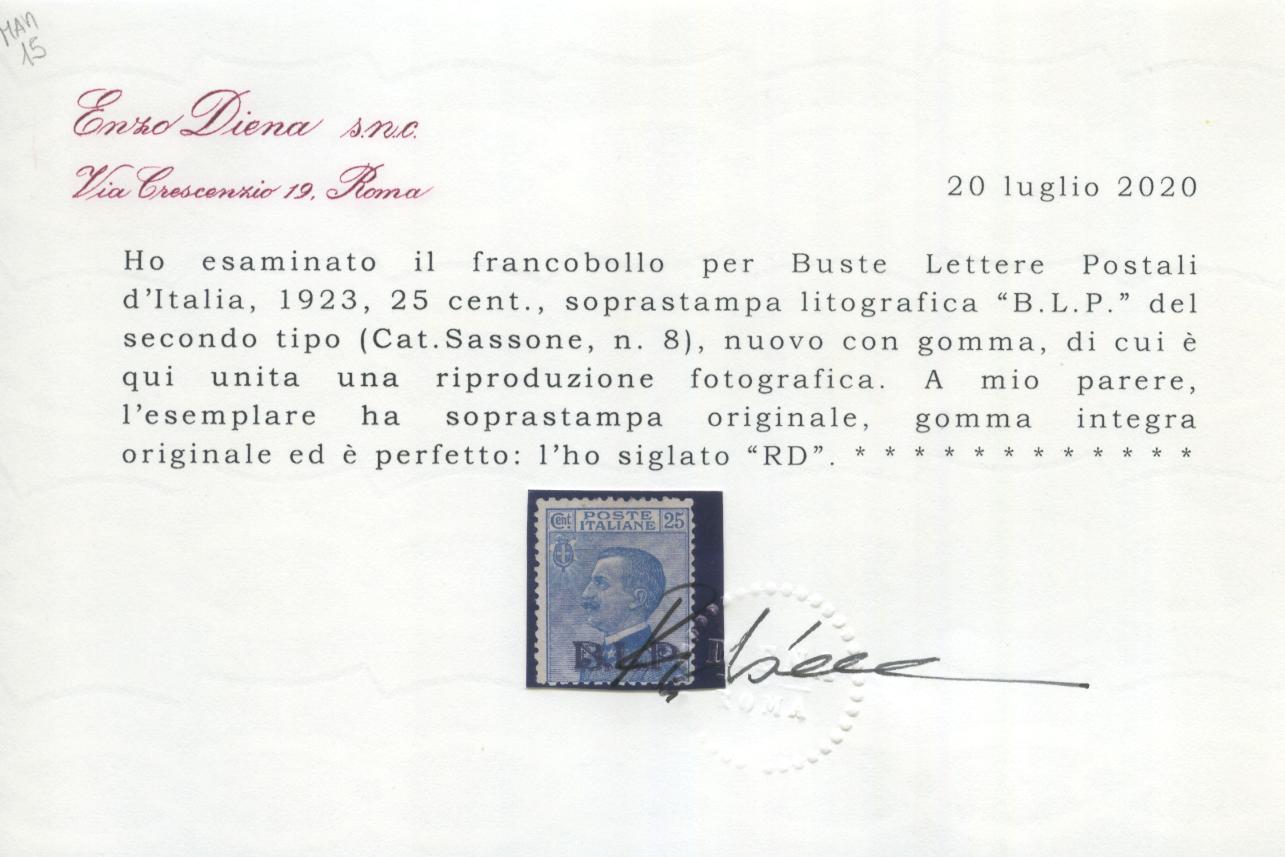 MAN
15
Enzo Diena s.n.c.
Via Crescenzio 19, Roma
20 luglio 2020
Ho esaminato il francobollo per Buste Lettere Postali
d'Italia, 1923, 25 cent., soprastampa litografica “B.L.P.” del
secondo tipo (Cat.Sassone, n. 8), nuovo con gomma, di cui è
qui unita una riproduzione fotografica. A mio parere,
l'esemplare ha soprastampa originale, gomma integra
originale ed è perfetto: l'ho siglato “RD”. * * * * * * * * * * * *
Cent. POSTE ITALIANE 25
B.L.P.
DIENA
ROMA